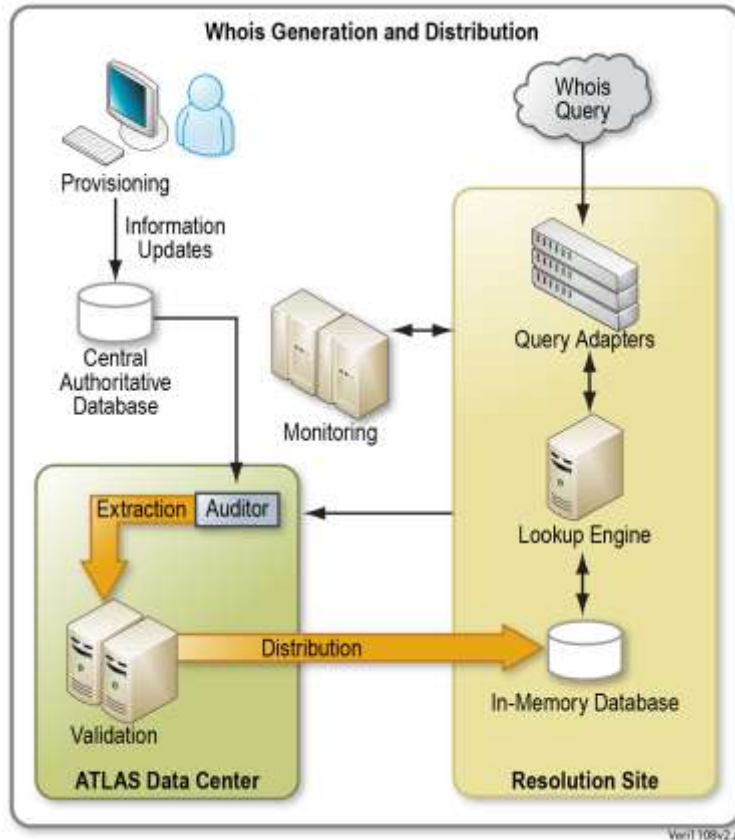 Whois Generation and Distribution
Whois
Query
Provisioning
Information
Updates
Central
Authoritative
Database
Monitoring
Query Adapters
Extraction
Auditor
Lookup Engine
Distribution
Validation
In-Memory Database
ATLAS Data Center
Resolution Site